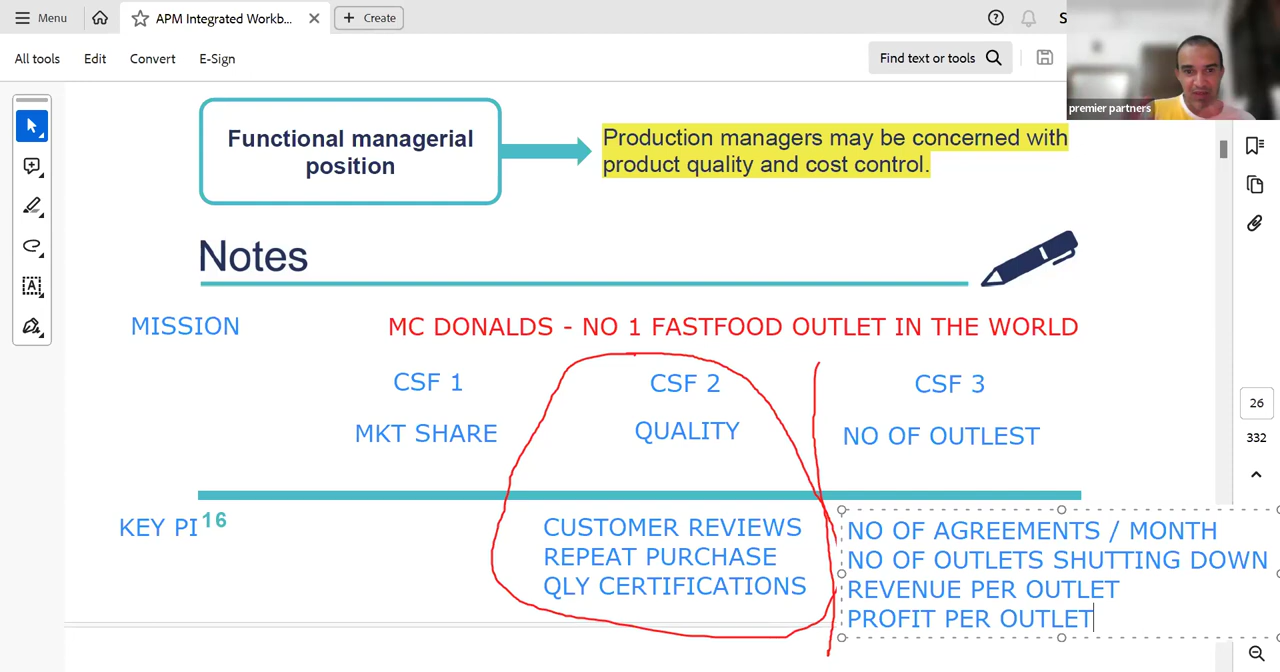 Menu
APM Integrated Workb...
Create
S
All tools
Edit
Convert
E-Sign
Find text or tools
premier partners
Functional managerial
position
Production managers may be concerned with
product quality and cost control.
Notes
MISSION
MC DONALDS - NO 1 FASTFOOD OUTLET IN THE WORLD
CSF 1
CSF 2
CSF 3
MKT SHARE
QUALITY
NO OF OUTLEST
26
332
KEY PI
16
CUSTOMER REVIEWS
REPEAT PURCHASE
QLY CERTIFICATIONS
NO OF AGREEMENTS / MONTH
NO OF OUTLETS SHUTTING DOWN
REVENUE PER OUTLET
PROFIT PER OUTLET